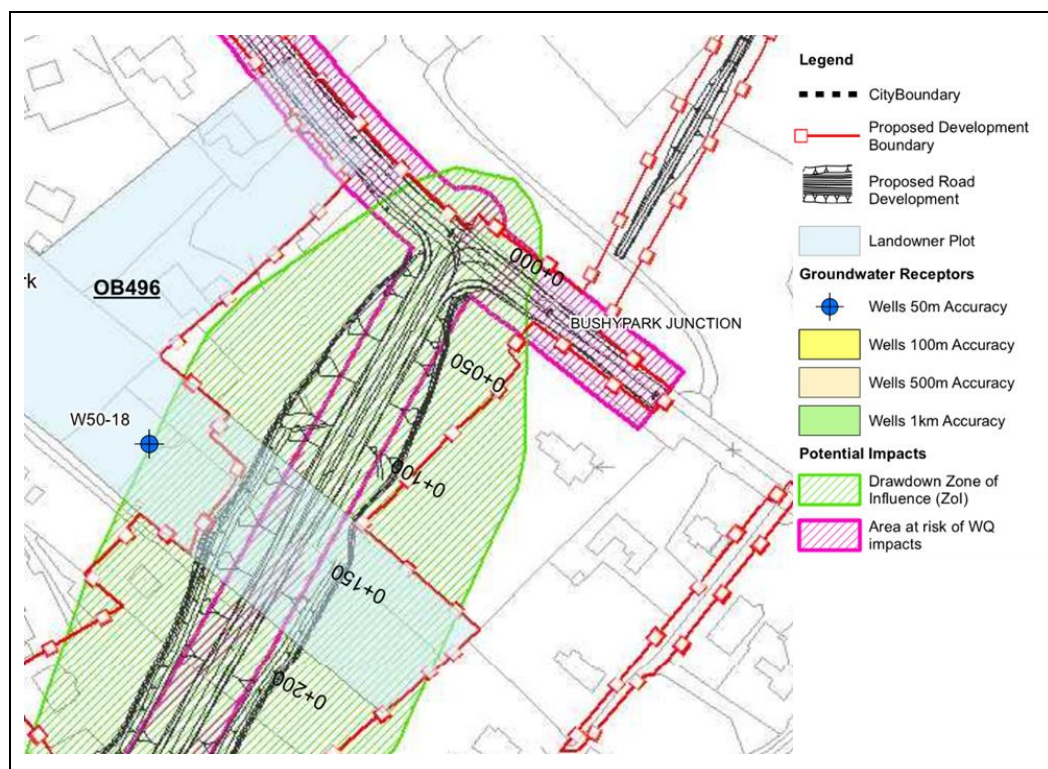 rk
OB496
W50-18
0+000
BUSHYPARK JUNCTION
0+050
0+100
0+150
0+200
Legend
CityBoundary
Proposed Development
Boundary
Proposed Road
Development
Landowner Plot
Groundwater Receptors
Wells 50m Accuracy
Wells 100m Accuracy
Wells 500m Accuracy
Wells 1km Accuracy
Potential Impacts
Drawdown Zone of
Influence (ZoI)
Area at risk of WQ
impacts